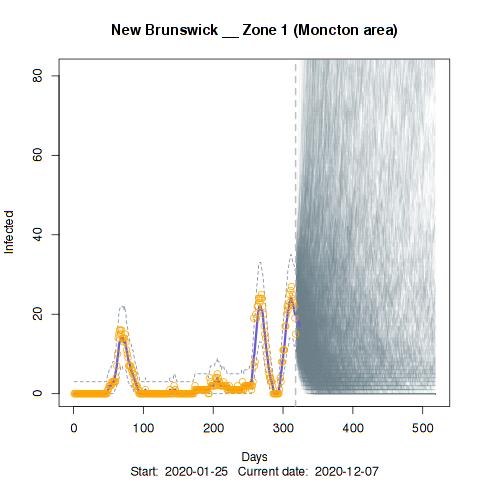 New Brunswick __ Zone 1 (Moncton area)
80
60
40
20
0
Infected
0 100 200 300 400 500
Days
Start: 2020-01-25 Current date: 2020-12-07